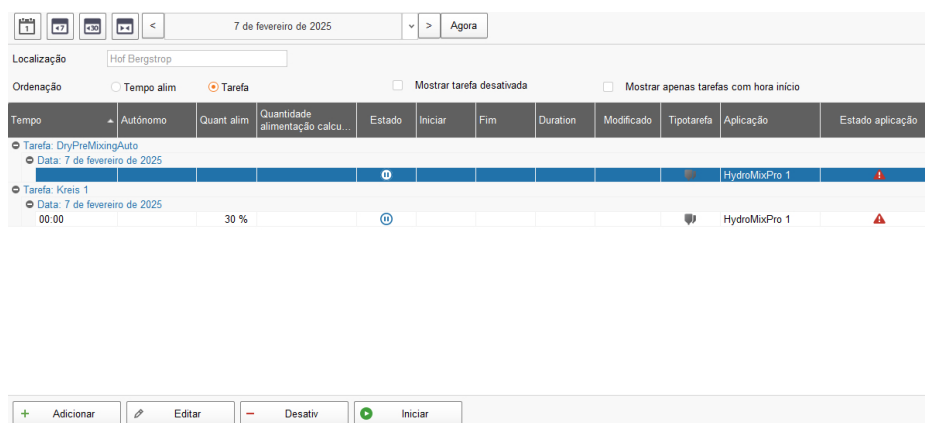 1 <7 <30 < 7 de fevereiro de 2025 > Agora
Localização Hof Bergstrop
Ordenação Tempo alim Tarefa Mostrar tarefa desativada Mostrar apenas tarefas com hora início
Tempo Autónomo Quant alim Quantidade alimentação calcu... Estado Iniciar Fim Duration Modificado Tipotarefa Aplicação Estado aplicação
Tarefa: DryPreMixingAuto
Data: 7 de fevereiro de 2025
HydroMixPro 1
Tarefa: Kreis 1
Data: 7 de fevereiro de 2025
00:00 30 % HydroMixPro 1
+ Adicionar Editar − Desativ Iniciar